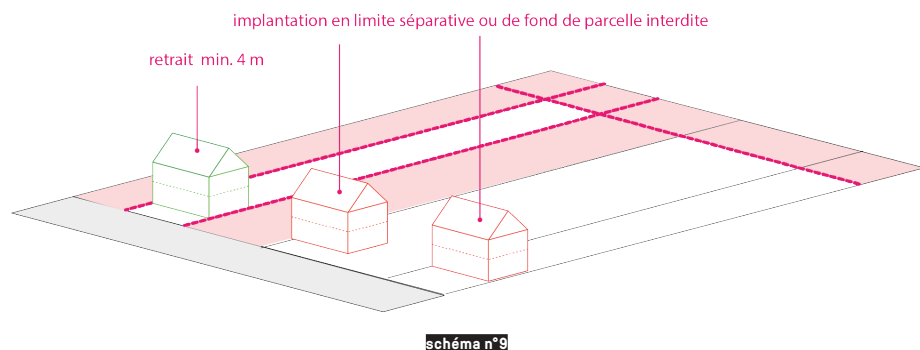 implantation en limite séparative ou de fond de parcelle interdite
retrait min. 4 m
schéma n°9